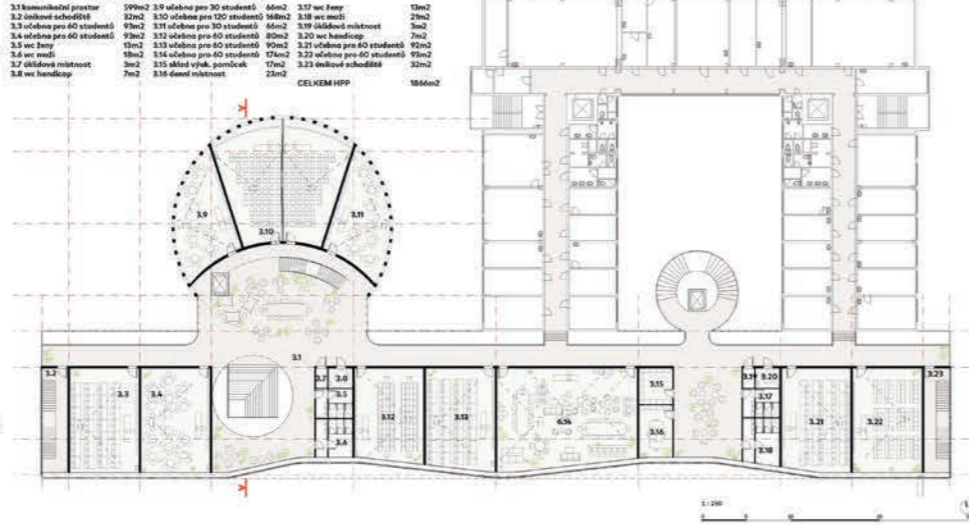 3.1 komunikační prostor 599m2 3.9 učebna pro 30 studentů 66m2 3.17 wc ženy 13m2
3.2 únikové schodiště 32m2 3.10 učebna pro 120 studentů 168m2 3.18 wc muži 21m2
3.3 učebna pro 60 studentů 93m2 3.11 učebna pro 30 studentů 66m2 3.19 úklidová místnost 3m2
3.4 učebna pro 60 studentů 93m2 3.12 učebna pro 60 studentů 80m2 3.20 wc handicap 7m2
3.5 wc ženy 13m2 3.13 učebna pro 60 studentů 90m2 3.21 učebna pro 60 studentů 92m2
3.6 wc muži 18m2 3.14 učebna pro 60 studentů 174m2 3.22 učebna pro 60 studentů 93m2
3.7 úklidová místnost 3m2 3.15 sklad výuk. pomůcek 17m2 3.23 únikové schodiště 32m2
3.8 wc handicap 7m2 3.16 denní místnost 23m2
CELKEM HPP 1866m2
3.9
3.10
3.11
3.1
3.2
3.3
3.4
3.7
3.5
3.6
3.12
3.13
6.14
3.15
3.16
3.19
3.20
3.17
3.18
3.21
3.22
3.23